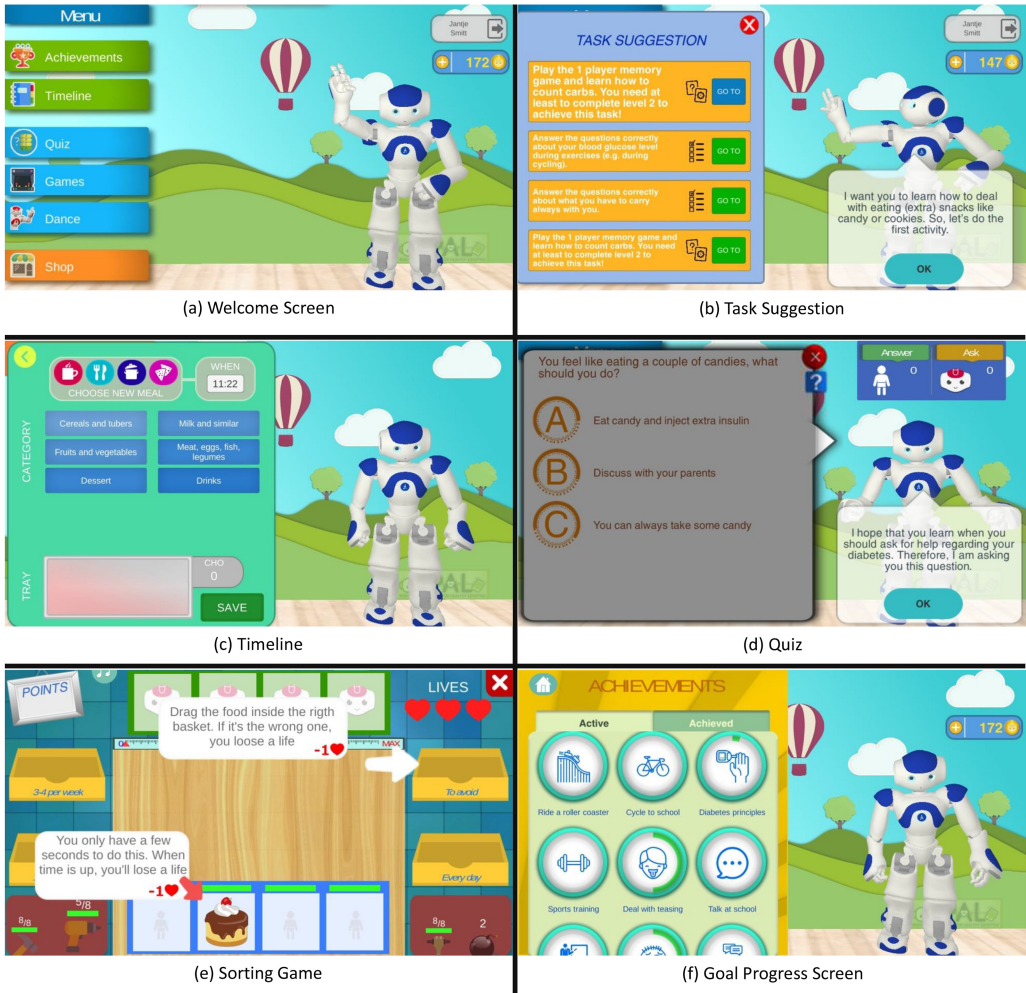 Menu
Achievements
Timeline
Quiz
Games
Dance
Shop
Jantje
Smitt
172
(a) Welcome Screen
TASK SUGGESTION
Play the 1 player memory
game and learn how to
count carbs. You need at
least to complete level 2 to
achieve this task!
GO TO
Answer the questions correctly
about your blood glucose level
during exercises (e.g. during
cycling).
GO TO
Answer the questions correctly
about what you have to carry
always with you.
GO TO
Play the 1 player memory game and
learn how to count carbs. You need
at least to complete level 2 to
achieve this task!
GO TO
Jantje
Smitt
147
I want you to learn how to deal
with eating (extra) snacks like
candy or cookies. So, let's do the
first activity.
OK
(b) Task Suggestion
CHOOSE NEW MEAL
WHEN
11:22
CATEGORY
Cereals and tubers
Milk and similar
Fruits and vegetables
Meat, eggs, fish,
legumes
Dessert
Drinks
TRAY
CHO
0
SAVE
(c) Timeline
You feel like eating a couple of candies, what
should you do?
A
Eat candy and inject extra insulin
B
Discuss with your parents
C
You can always take some candy
?
Answer
Ask
0
0
I hope that you learn when you
should ask for help regarding your
diabetes. Therefore, I am asking
you this question.
OK
(d) Quiz
POINTS
LIVES
Drag the food inside the rigth
basket. If it's the wrong one,
you loose a life
-1
MAX
3-4 per week
To avoid
You only have a few
seconds to do this. When
time is up, you'll lose a life
-1
Every day
8/8
5/8
8/8
2
(e) Sorting Game
ACHIEVEMENTS
Active
Achieved
Ride a roller coaster
Cycle to school
Diabetes principles
Sports training
Deal with teasing
Talk at school
172
(f) Goal Progress Screen